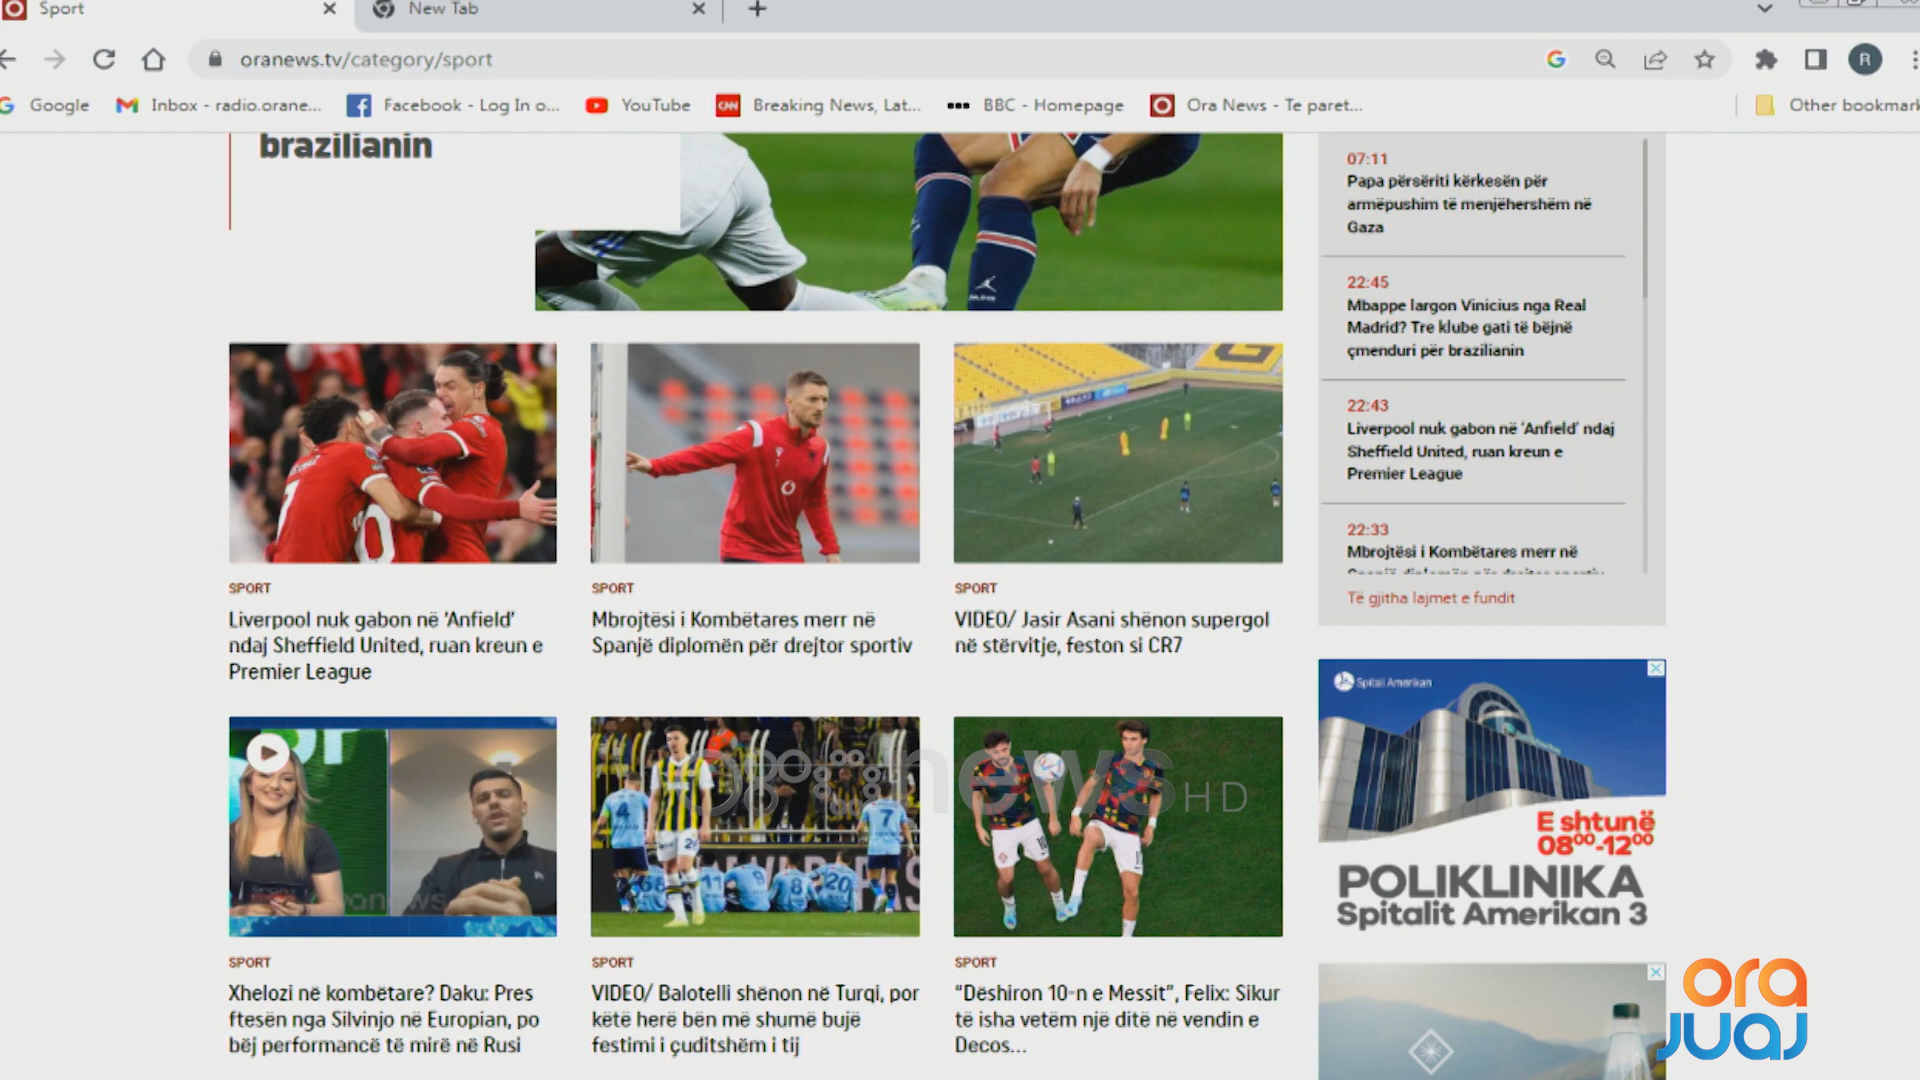 Sport
New Tab
oranews.tv/category/sport
R
Google
Inbox - radio.orane...
Facebook - Log In o...
YouTube
CNN
Breaking News, Lat...
BBC - Homepage
Ora News - Te paret...
Other bookmark
brazilianin
07:11
Papa përsëriti kërkesën për
armëpushim të menjëhershëm në
Gaza
22:45
Mbappe largon Vinicius nga Real
Madrid? Tre klube gati të bëjnë
çmenduri për brazilianin
22:43
Liverpool nuk gabon në ‘Anfield’ ndaj
Sheffield United, ruan kreun e
Premier League
22:33
Mbrojtësi i Kombëtares merr në
Të gjitha lajmet e fundit
SPORT
Liverpool nuk gabon në ‘Anfield’
ndaj Sheffield United, ruan kreun e
Premier League
SPORT
Mbrojtësi i Kombëtares merr në
Spanjë diplomën për drejtor sportiv
SPORT
VIDEO/ Jasir Asani shënon supergol
në stërvitje, feston si CR7
SPORT
Xhelozi në kombëtare? Daku: Pres
ftesën nga Silvinjo në Europian, po
bëj performancë të mirë në Rusi
SPORT
VIDEO/ Balotelli shënon në Turqi, por
këtë herë bën më shumë bujë
festimi i çuditshëm i tij
SPORT
“Dëshiron 10-n e Messit”, Felix: Sikur
të isha vetëm një ditë në vendin e
Decos...
news HD
Spitali Amerikan
E shtunë
08⁰⁰-12⁰⁰
POLIKLINIKA
Spitalit Amerikan 3
ora
juaj